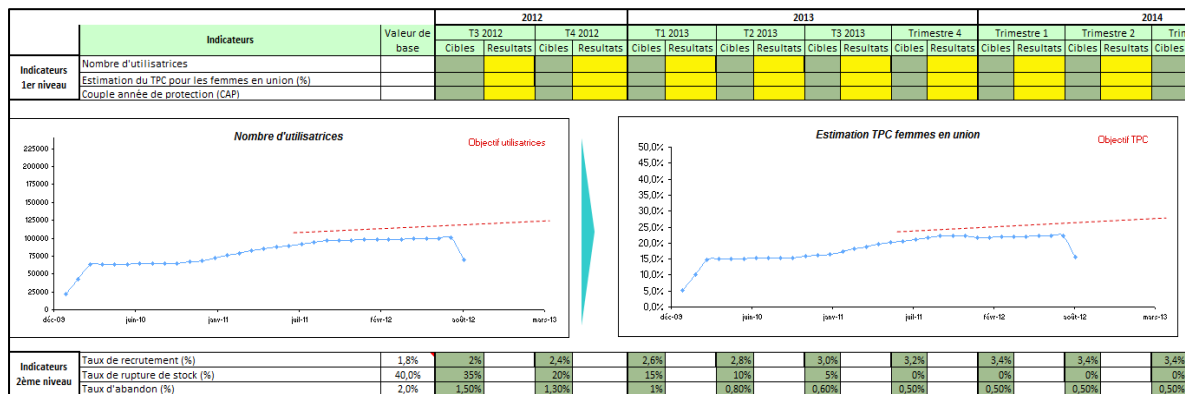 2012 2013 2014
Indicateurs Valeur de base T3 2012 T4 2012 T1 2013 T2 2013 T3 2013 Trimestre 4 Trimestre 1 Trimestre 2 Trim
Cibles Resultats Cibles Resultats Cibles Resultats Cibles Resultats Cibles Resultats Cibles Resultats Cibles Resultats Cibles Resultats Cibles
Indicateurs 1er niveau
Nombre d'utilisatrices
Estimation du TPC pour les femmes en union (%)
Couple année de protection (CAP)
Nombre d'utilisatrices
Objectif utilisatrices
225000
200000
175000
150000
125000
100000
75000
50000
25000
0
déc-09 juin-10 janv-11 juil-11 févr-12 août-12 mars-13
Estimation TPC femmes en union
Objectif TPC
50,0%
45,0%
40,0%
35,0%
30,0%
25,0%
20,0%
15,0%
10,0%
5,0%
0,0%
déc-09 juin-10 janv-11 juil-11 févr-12 août-12 mars-13
Indicateurs 2ème niveau
Taux de recrutement (%) 1,8% 2% 2,4% 2,6% 2,8% 3,0% 3,2% 3,4% 3,4% 3,4%
Taux de rupture de stock (%) 40,0% 35% 20% 15% 10% 5% 0% 0% 0% 0%
Taux d'abandon (%) 2,0% 1,50% 1,30% 1% 0,80% 0,60% 0,50% 0,50% 0,50% 0,50%